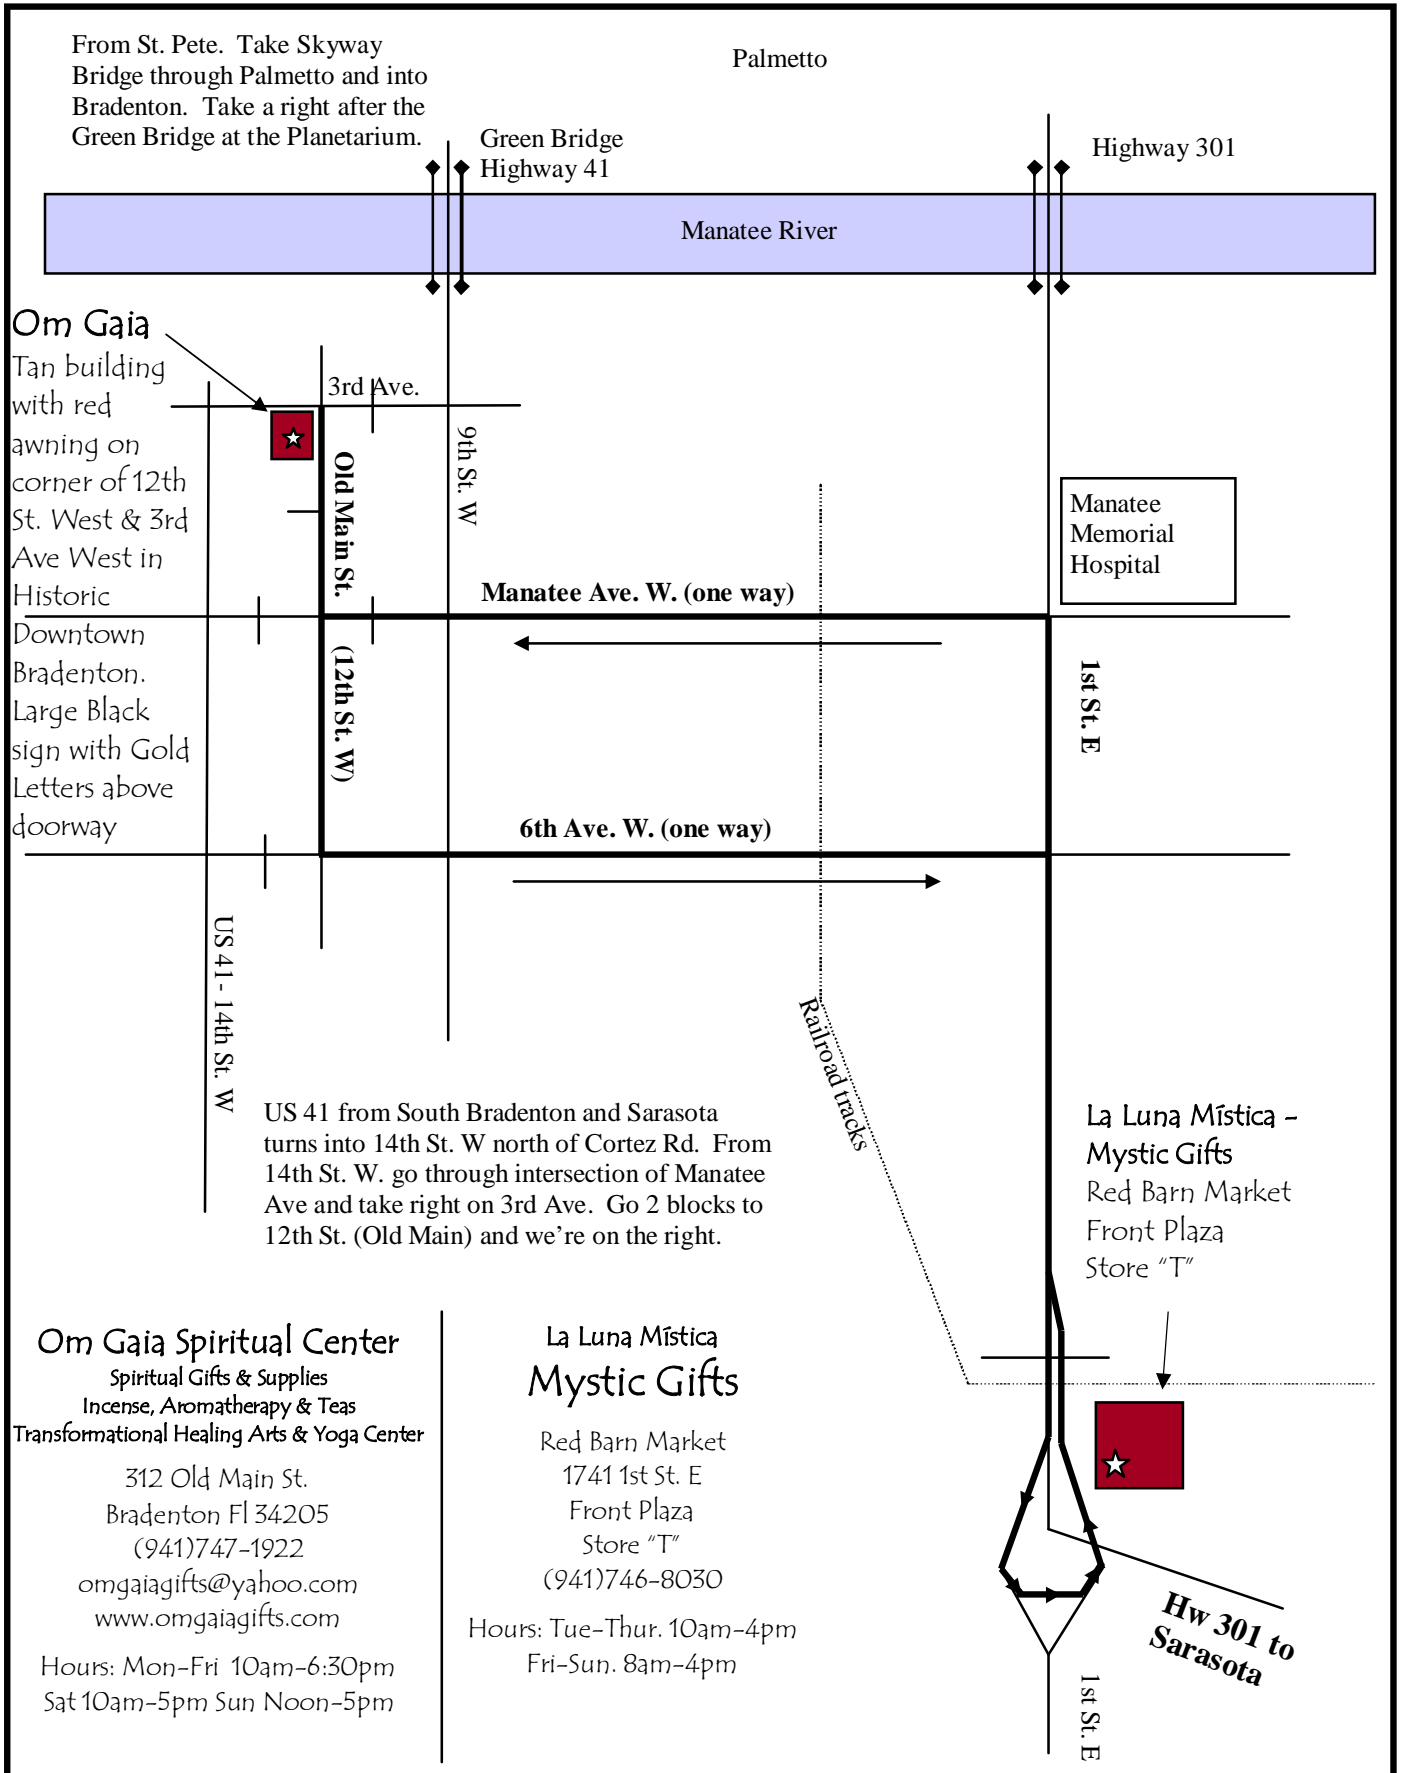 From St. Pete.  Take Skyway
Bridge through Palmetto and into
Bradenton.  Take a right after the
Green Bridge at the Planetarium.
Palmetto
Green Bridge
Highway 41
Highway 301
Manatee River
Om Gaia
Tan building
with red
awning on
corner of 12th
St. West & 3rd
Ave West in
Historic
Downtown
Bradenton.
Large Black
sign with Gold
Letters above
doorway
3rd Ave.
Old Main St.
(12th St. W)
9th St. W
Manatee
Memorial
Hospital
Manatee Ave. W. (one way)
1st St. E
6th Ave. W. (one way)
US 41- 14th St. W
Railroad tracks
US 41 from South Bradenton and Sarasota
turns into 14th St. W north of Cortez Rd.  From
14th St. W. go through intersection of Manatee
Ave and take right on 3rd Ave.  Go 2 blocks to
12th St. (Old Main) and we're on the right.
La Luna Mística -
Mystic Gifts
Red Barn Market
Front Plaza
Store "T"
Om Gaia Spiritual Center
Spiritual Gifts & Supplies
Incense, Aromatherapy & Teas
Transformational Healing Arts & Yoga Center
312 Old Main St.
Bradenton Fl 34205
(941)747-1922
omgaiagifts@yahoo.com
www.omgaiagifts.com
Hours: Mon-Fri  10am-6:30pm
Sat 10am-5pm Sun Noon-5pm
La Luna Mística
Mystic Gifts
Red Barn Market
1741 1st St. E
Front Plaza
Store "T"
(941)746-8030
Hours: Tue-Thur. 10am-4pm
Fri-Sun. 8am-4pm
Hw 301 to
Sarasota
1st St. E